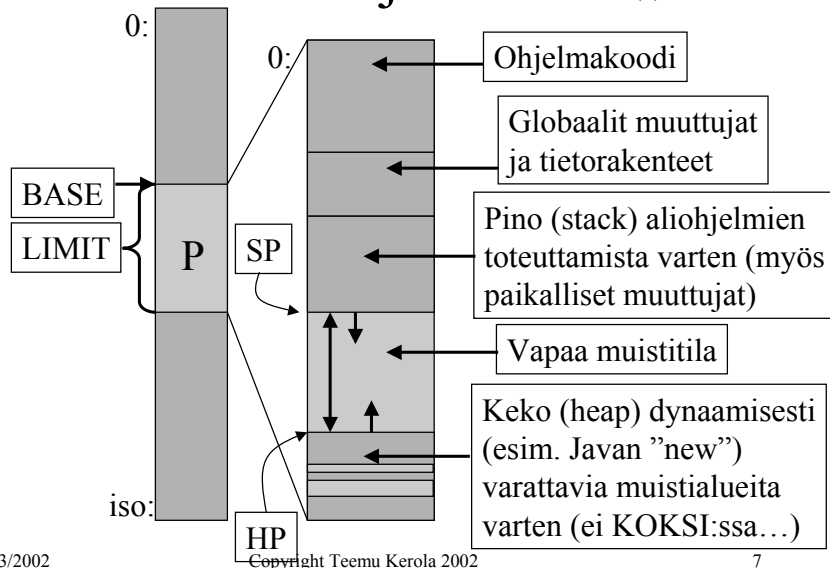 0:
BASE
LIMIT
P
iso:
0:
SP
HP
Ohjelmakoodi
Globaalit muuttujat
ja tietorakenteet
Pino (stack) aliohjelmien
toteuttamista varten (myös
paikalliset muuttujat)
Vapaa muistitila
Keko (heap) dynaamisesti
(esim. Javan ”new”)
varattavia muistialueita
varten (ei KOKSI:ssa…)
3/2002
Copyright Teemu Kerola 2002
7